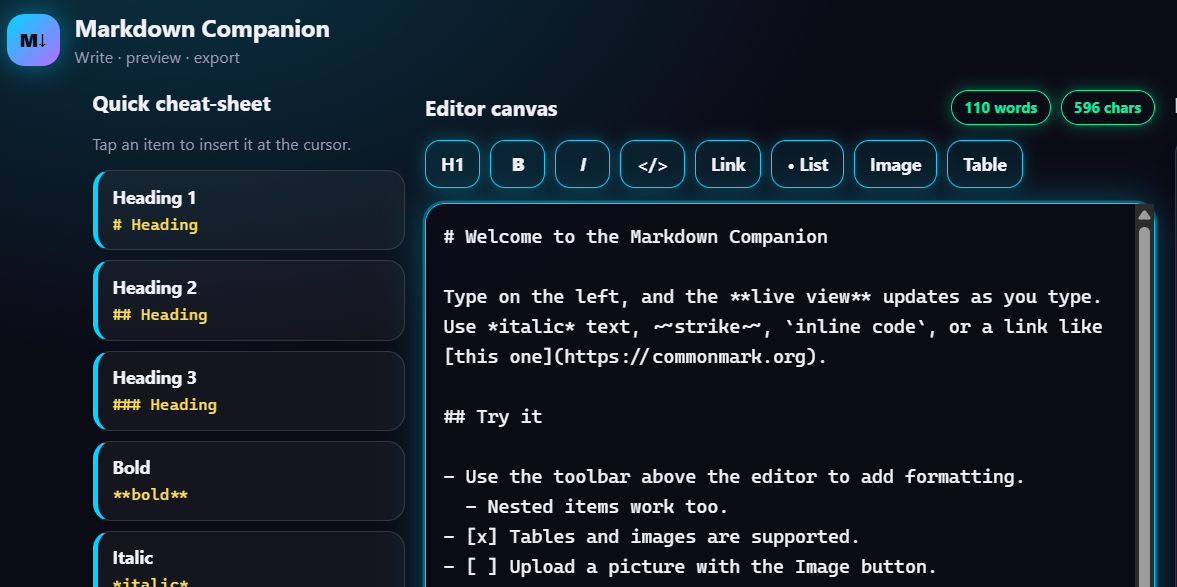 M↓
Markdown Companion
Write · preview · export
Quick cheat-sheet
Tap an item to insert it at the cursor.
Heading 1
# Heading
Heading 2
## Heading
Heading 3
### Heading
Bold
**bold**
Italic
*italic*
Editor canvas
110 words
596 chars
H1
B
I
</>
Link
• List
Image
Table
# Welcome to the Markdown Companion
Type on the left, and the **live view** updates as you type.
Use *italic* text, ~~strike~~, `inline code`, or a link like
[this one](https://commonmark.org).
## Try it
- Use the toolbar above the editor to add formatting.
  - Nested items work too.
- [x] Tables and images are supported.
- [ ] Upload a picture with the Image button.